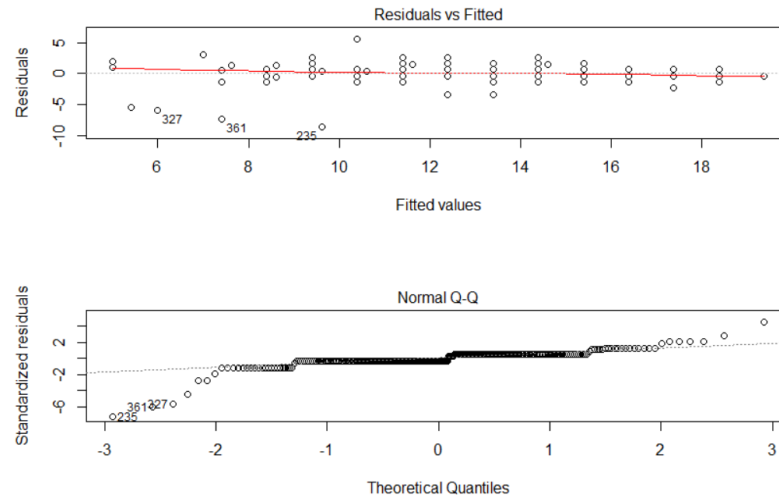 Residuals vs Fitted
Residuals
5
0
-5
-10
327
361
235
6 8 10 12 14 16 18
Fitted values
Normal Q-Q
Standardized residuals
2
-2
-6
361 327
235
-3 -2 -1 0 1 2 3
Theoretical Quantiles